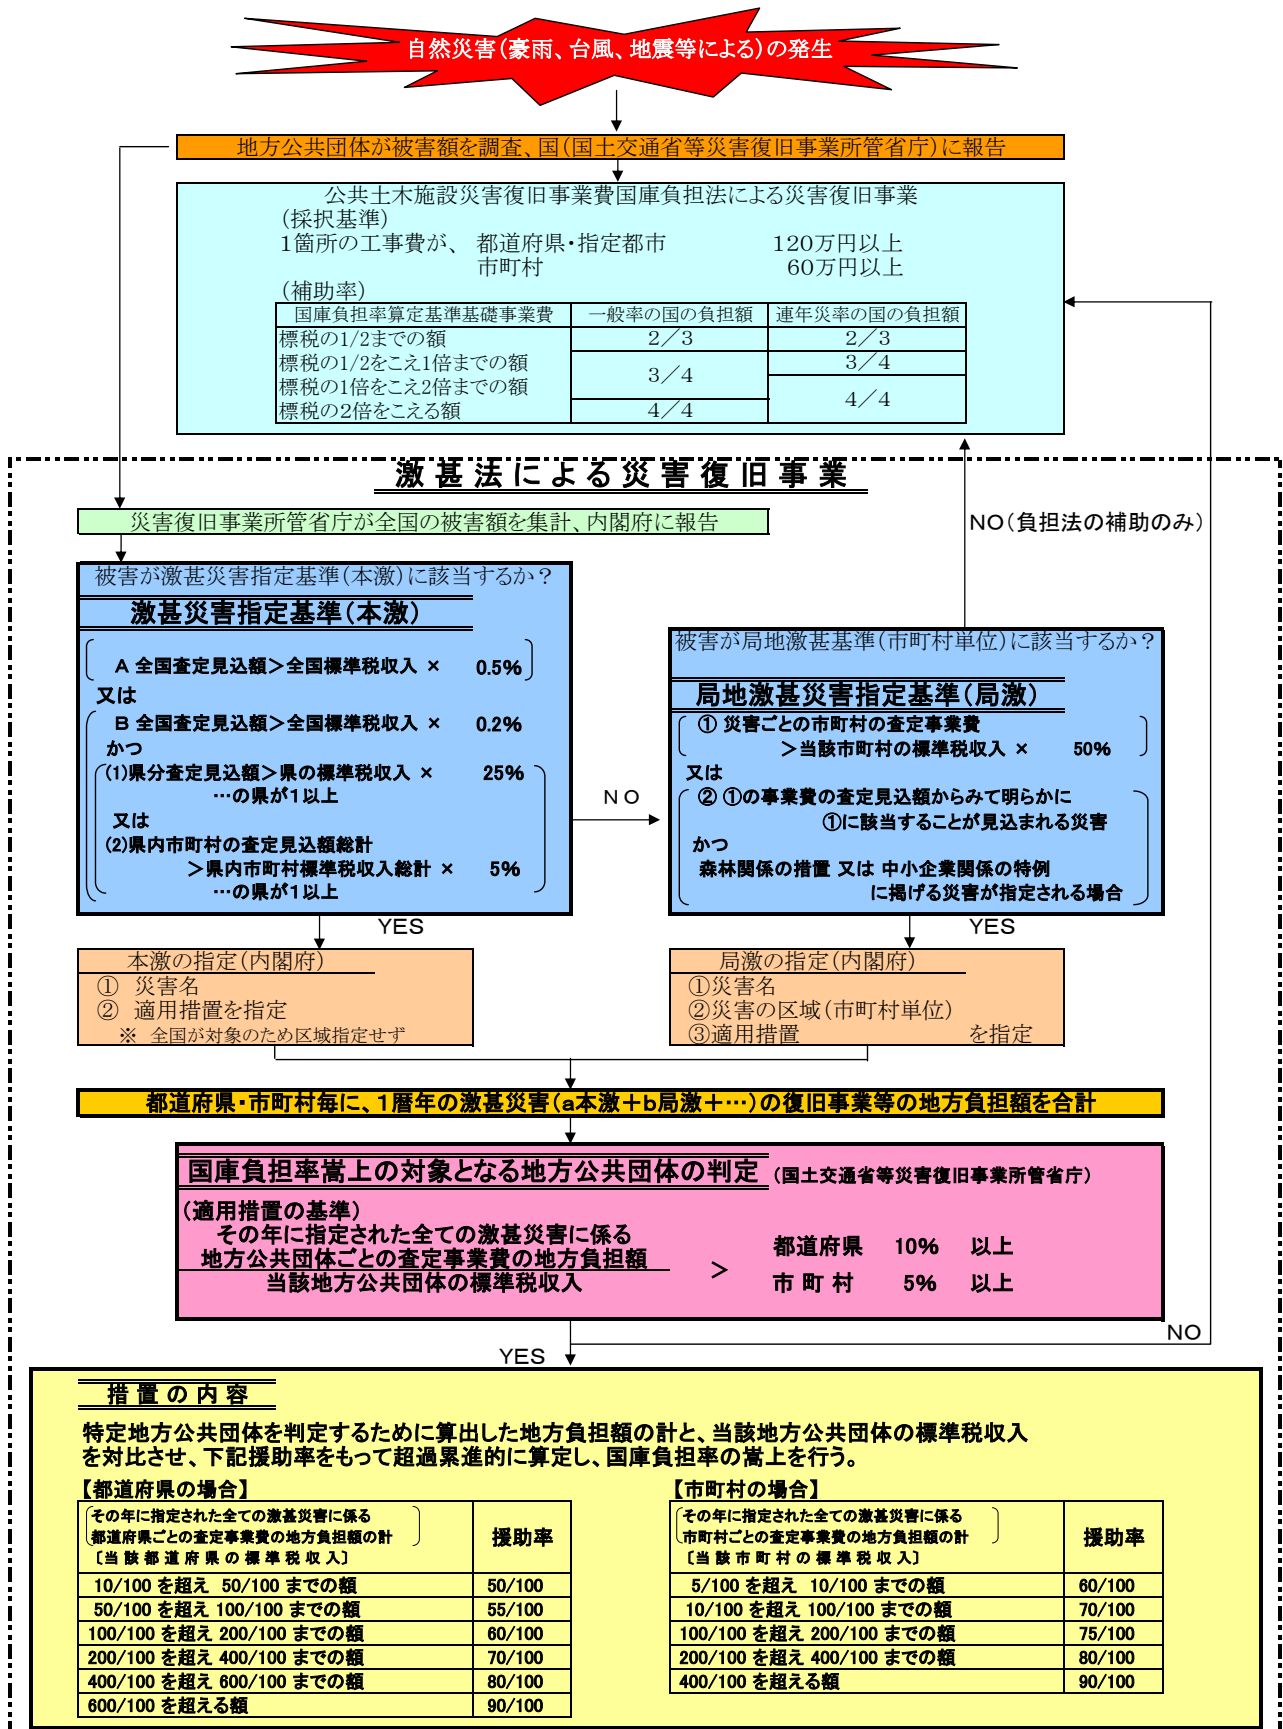 自然災害（豪雨、台風、地震等による）の発生
地方公共団体が被害額を調査、国（国土交通省等災害復旧事業所管省庁）に報告
公共土木施設災害復旧事業費国庫負担法による災害復旧事業
（採択基準）
1箇所の工事費が、 都道府県・指定都市 120万円以上
市町村 60万円以上
（補助率）
国庫負担率算定基準基礎事業費 一般率の国の負担額 連年災率の国の負担額
標税の1/2までの額 2／3 2／3
標税の1/2をこえ1倍までの額 3／4 3／4
標税の1倍をこえ2倍までの額 4／4
標税の2倍をこえる額 4／4
激甚法による災害復旧事業
災害復旧事業所管省庁が全国の被害額を集計、内閣府に報告
NO（負担法の補助のみ）
被害が激甚災害指定基準（本激）に該当するか？
激甚災害指定基準（本激）
A 全国査定見込額＞全国標準税収入 × 0.5%
又は
B 全国査定見込額＞全国標準税収入 × 0.2%
かつ
(1)県分査定見込額＞県の標準税収入 × 25%
…の県が1以上
又は
(2)県内市町村の査定見込額総計
＞県内市町村標準税収入総計 × 5%
…の県が1以上
NO
被害が局地激甚基準（市町村単位）に該当するか？
局地激甚災害指定基準（局激）
① 災害ごとの市町村の査定事業費
＞当該市町村の標準税収入 × 50%
又は
② ①の事業費の査定見込額からみて明らかに
①に該当することが見込まれる災害
かつ
森林関係の措置 又は 中小企業関係の特例
に掲げる災害が指定される場合
YES
YES
本激の指定（内閣府）
① 災害名
② 適用措置を指定
※ 全国が対象のため区域指定せず
局激の指定（内閣府）
①災害名
②災害の区域（市町村単位）
③適用措置 を指定
都道府県・市町村毎に、1暦年の激甚災害（a本激＋b局激＋…）の復旧事業等の地方負担額を合計
国庫負担率嵩上の対象となる地方公共団体の判定（国土交通省等災害復旧事業所管省庁）
（適用措置の基準）
その年に指定された全ての激甚災害に係る
地方公共団体ごとの査定事業費の地方負担額
当該地方公共団体の標準税収入
＞
都道府県 10% 以上
市町村 5% 以上
NO
YES
措置の内容
特定地方公共団体を判定するために算出した地方負担額の計と、当該地方公共団体の標準税収入
を対比させ、下記援助率をもって超過累進的に算定し、国庫負担率の嵩上を行う。
【都道府県の場合】
その年に指定された全ての激甚災害に係る
都道府県ごとの査定事業費の地方負担額の計
〔当該都道府県の標準税収入〕
援助率
10/100 を超え 50/100 までの額 50/100
50/100 を超え 100/100 までの額 55/100
100/100 を超え 200/100 までの額 60/100
200/100 を超え 400/100 までの額 70/100
400/100 を超え 600/100 までの額 80/100
600/100 を超える額 90/100
【市町村の場合】
その年に指定された全ての激甚災害に係る
市町村ごとの査定事業費の地方負担額の計
〔当該市町村の標準税収入〕
援助率
5/100 を超え 10/100 までの額 60/100
10/100 を超え 100/100 までの額 70/100
100/100 を超え 200/100 までの額 75/100
200/100 を超え 400/100 までの額 80/100
400/100 を超える額 90/100